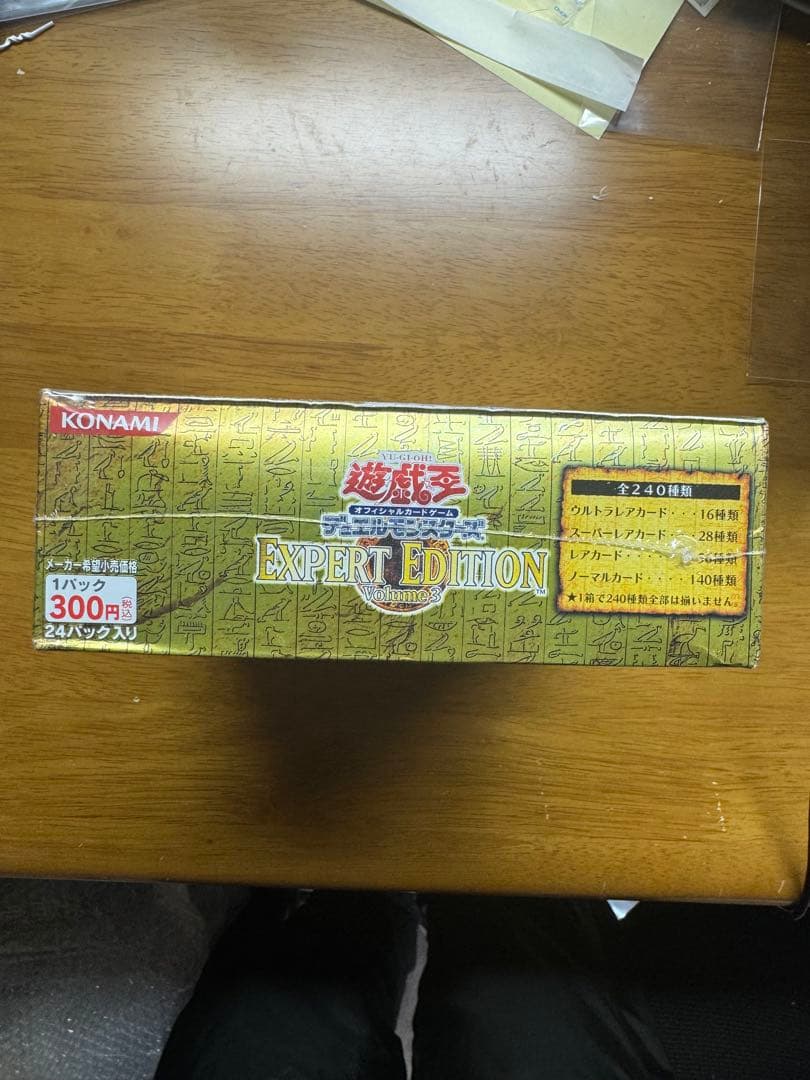 KONAMI
YU-GI-OH!
遊戯王
オフィシャルカードゲーム
デュエルモンスターズ
EXPERT EDITION™
Volume 3
メーカー希望小売価格
1パック
300円(税込)
24パック入り
全240種類
ウルトラレアカード・・・16種類
スーパーレアカード・・・28種類
レアカード・・・・・56種類
ノーマルカード・・・・140種類
★1箱で240種類全部は揃いません。